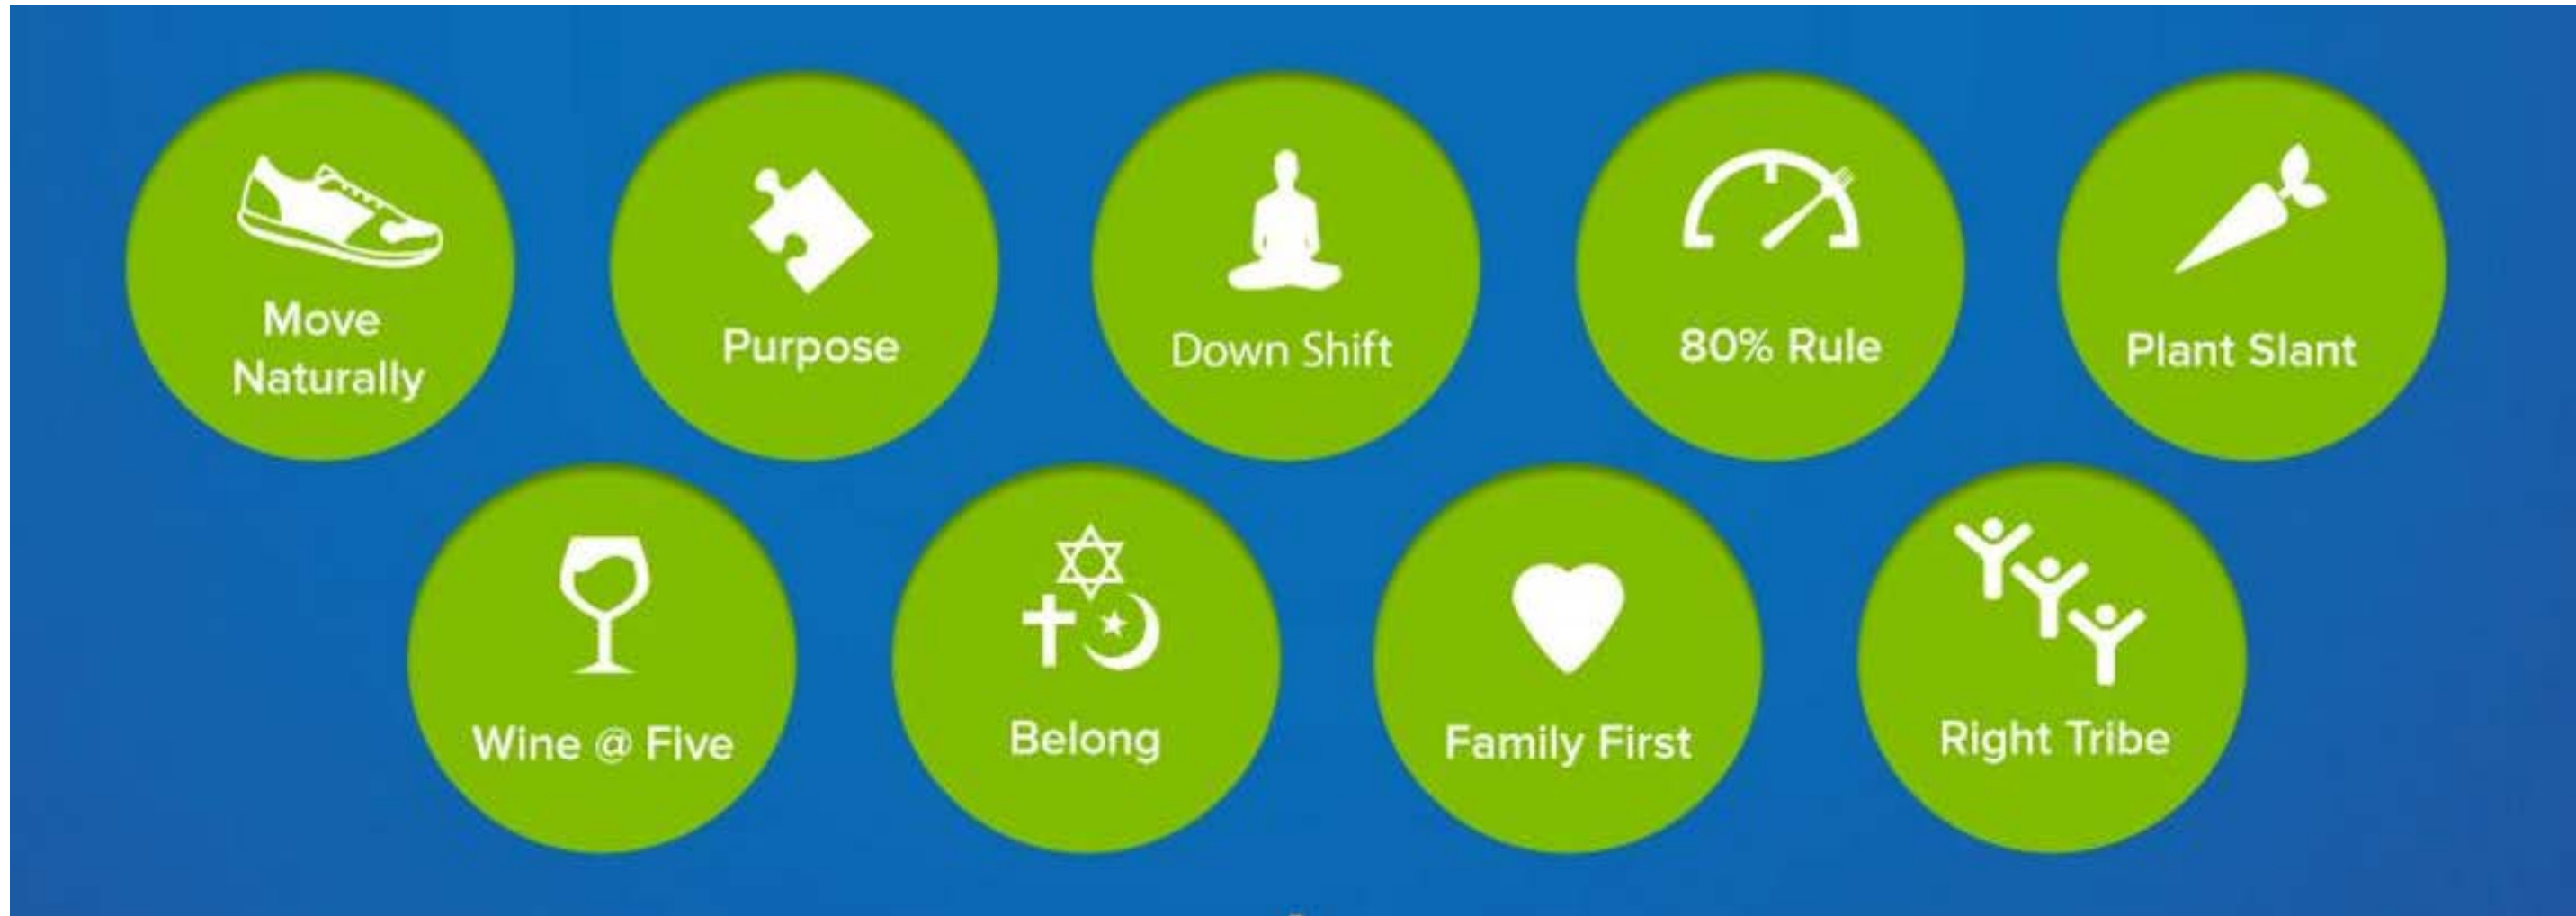 Move
Naturally
Purpose
Down Shift
80% Rule
Plant Slant
Wine @ Five
Belong
Family First
Right Tribe